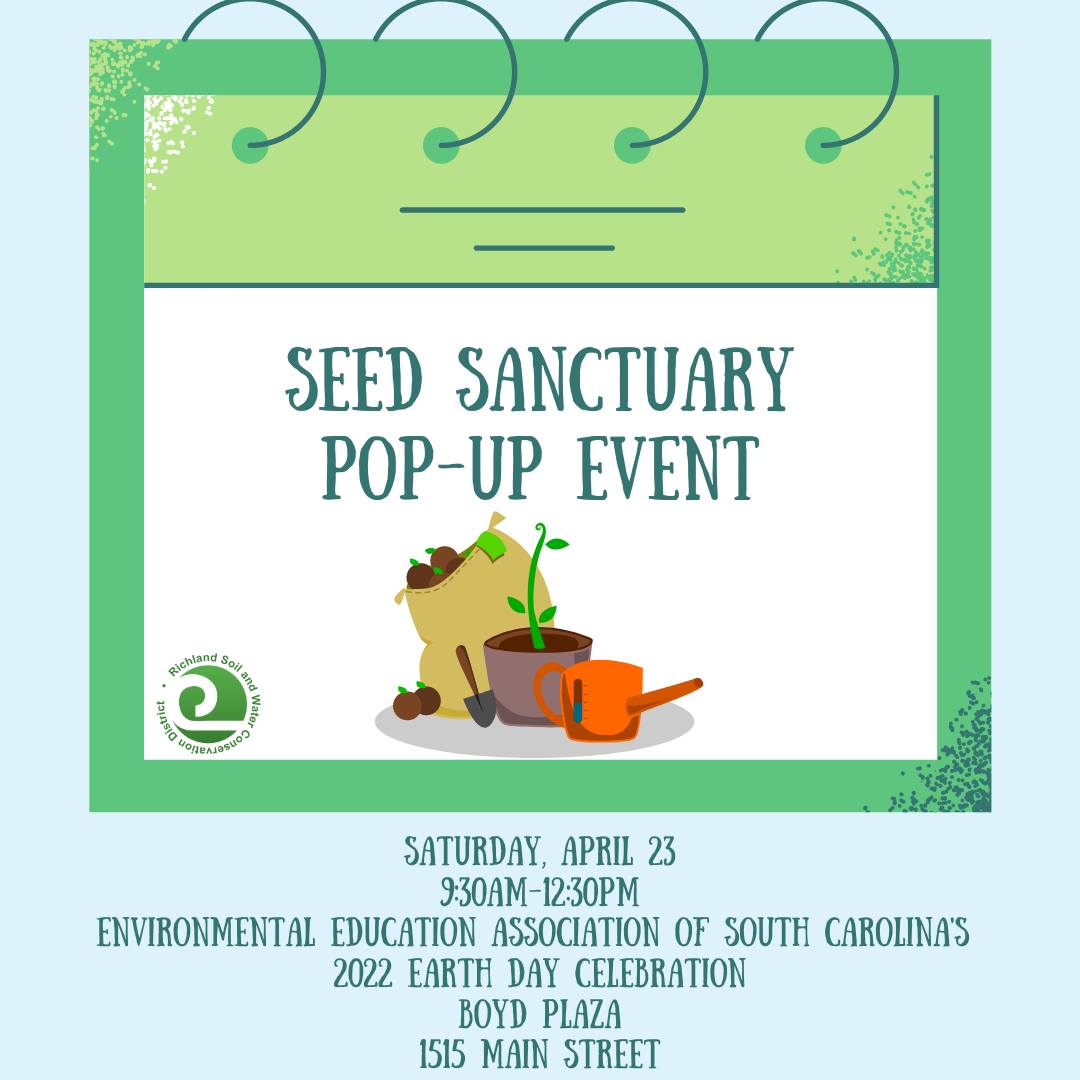 SEED SANCTUARY
POP-UP EVENT
Richland Soil and Water Conservation District •
SATURDAY, APRIL 23
9:30AM-12:30PM
ENVIRONMENTAL EDUCATION ASSOCIATION OF SOUTH CAROLINA'S
2022 EARTH DAY CELEBRATION
BOYD PLAZA
1515 MAIN STREET